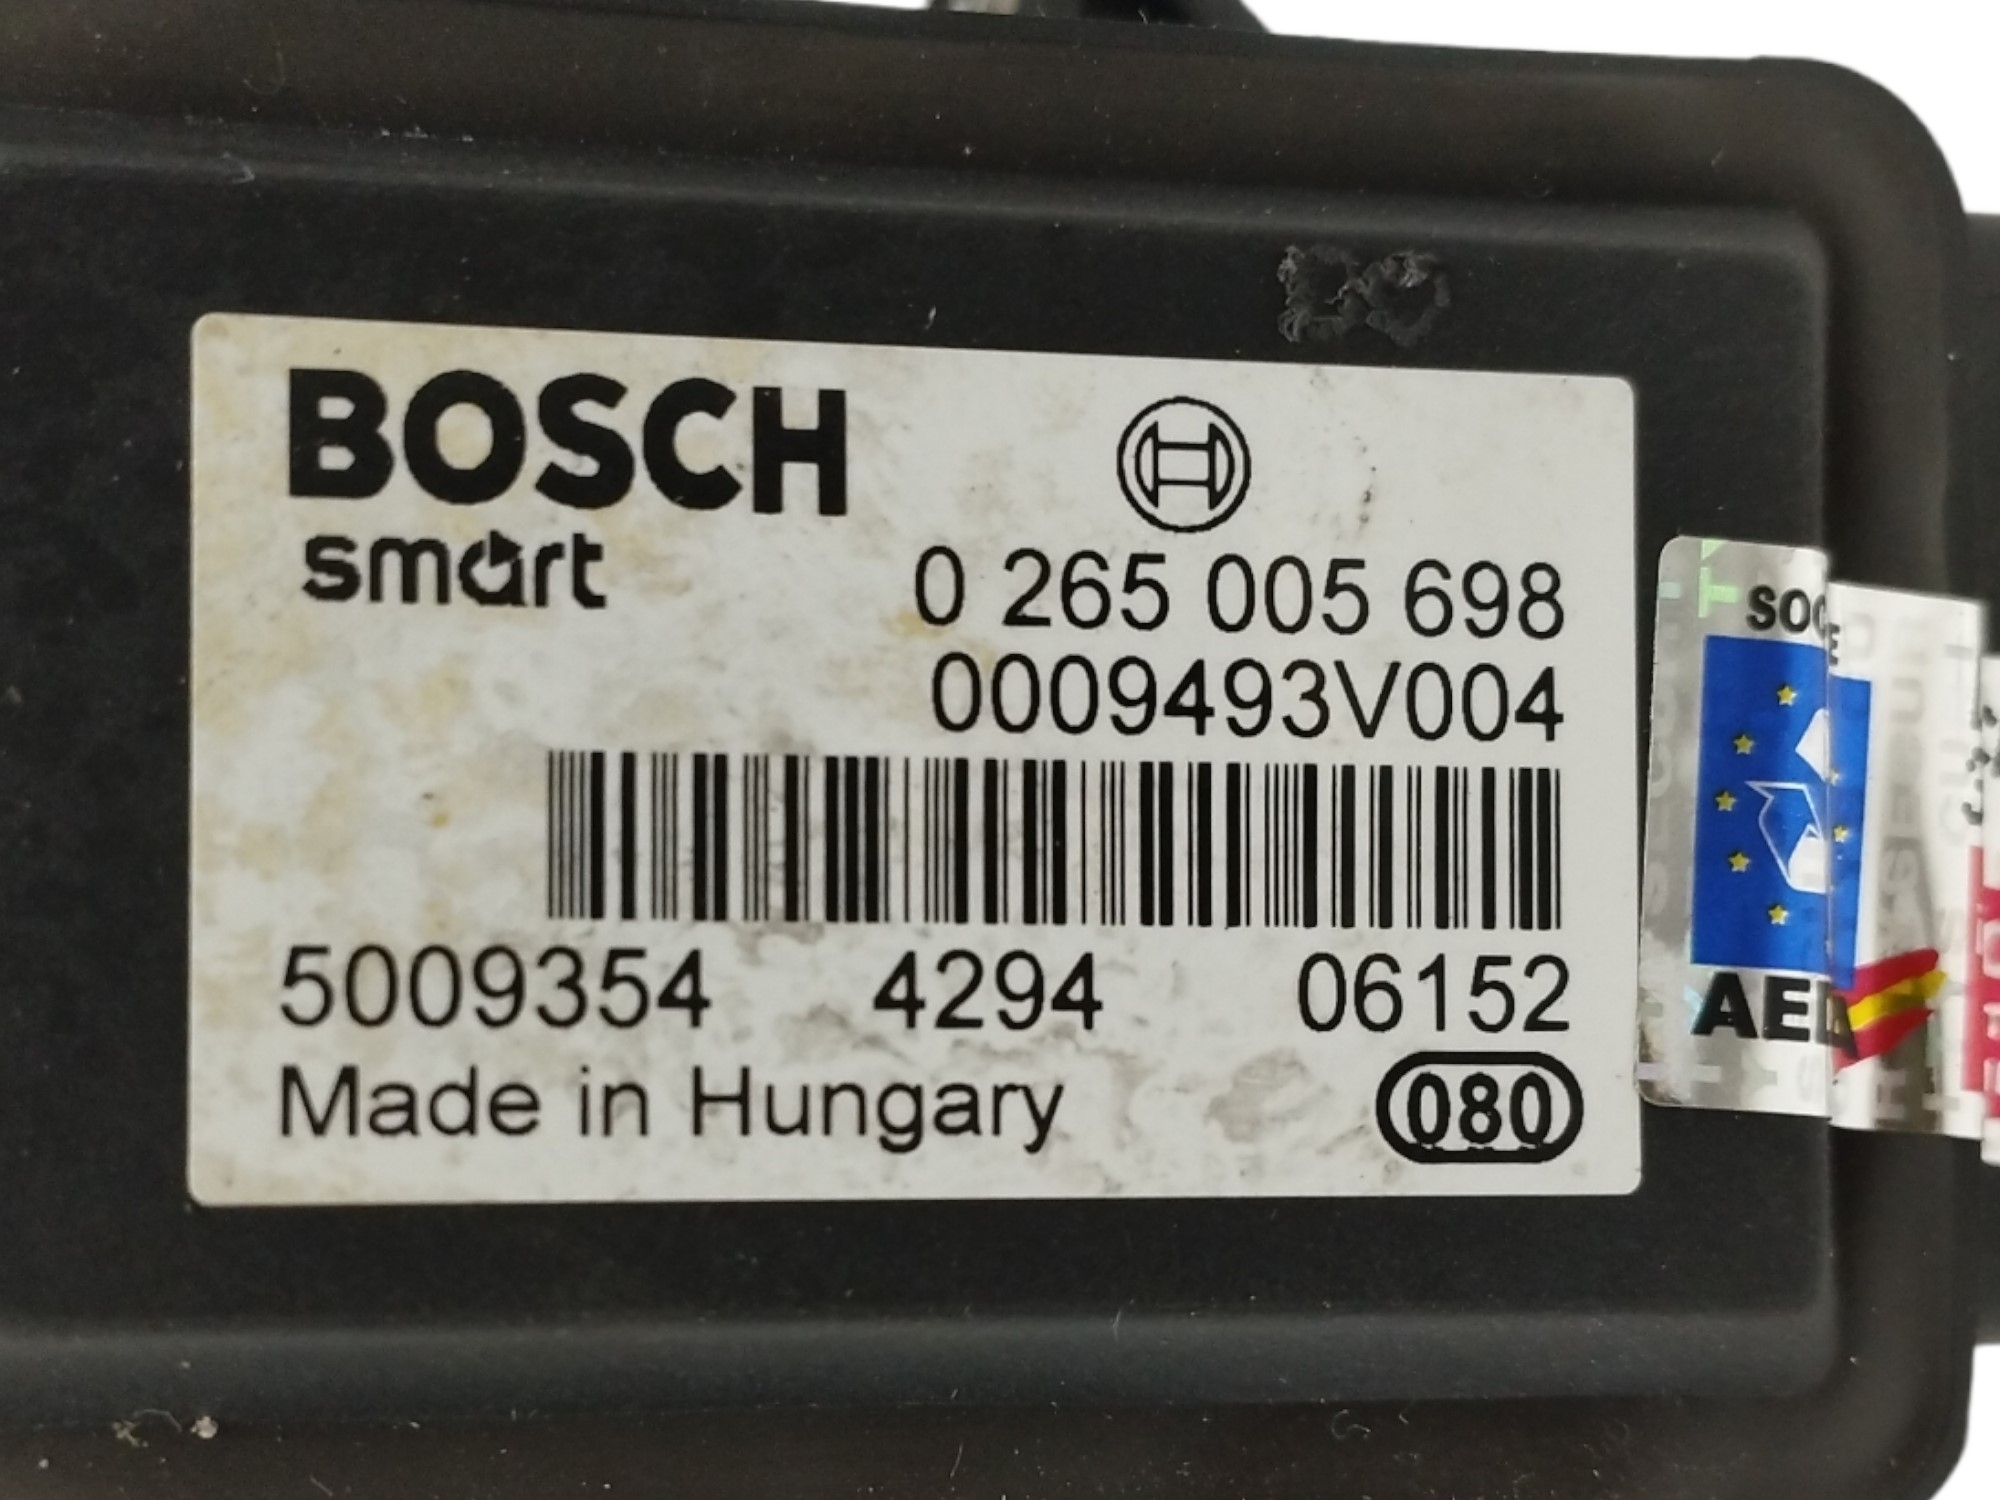 BOSCH
smart
0 265 005 698
0009493V004
5009354 4294 06152
Made in Hungary
080
AEDA